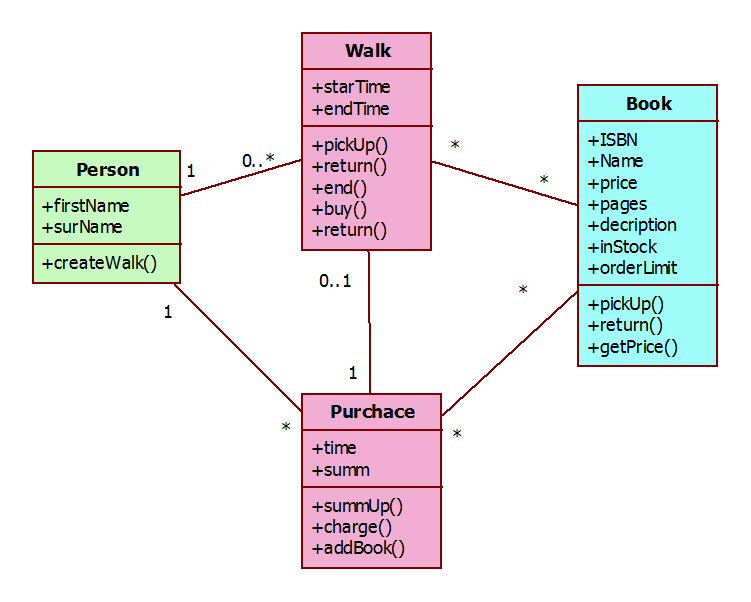 Walk
+starTime
+endTime
+pickUp()
+return()
+end()
+buy()
+return()
Book
+ISBN
+Name
+price
+pages
+decription
+inStock
+orderLimit
+pickUp()
+return()
+getPrice()
Person
+firstName
+surName
+createWalk()
1
0..*
*
*
0..1
1
1
*
*
*
Purchace
+time
+summ
+summUp()
+charge()
+addBook()